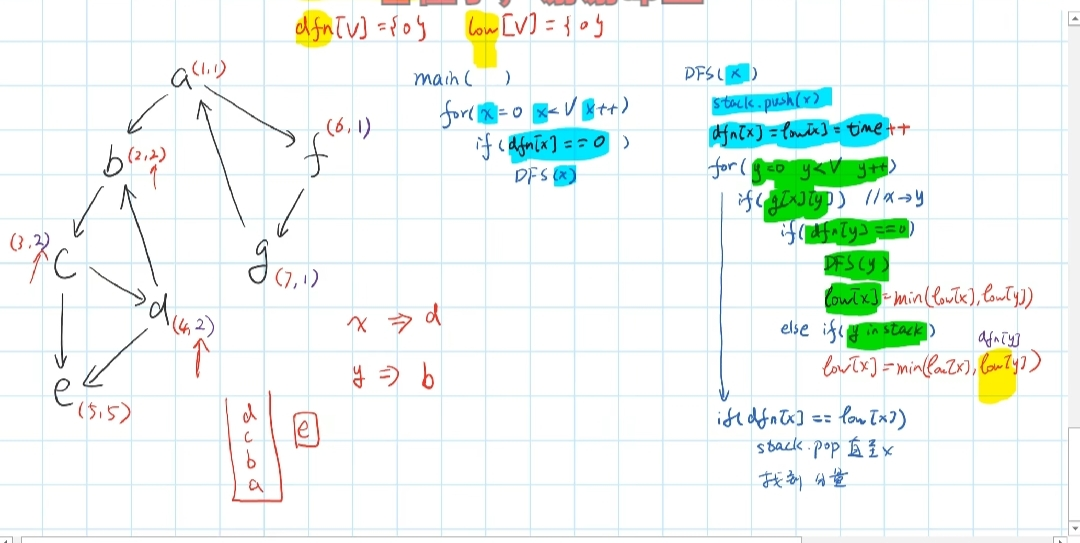 dfn[V] = {0} low[V] = {0}
a (1,1)
b (2,2)
f (6,1)
(3,2)
c
g (7,1)
d (4,2)
e (5,5)
main( )
for( x=0 x<V x++)
if( dfn[x]==0 )
DFS(x)
x ⇒ d
y ⇒ b
d
c
b
a
e
DFS( x )
stack.push(x)
dfn[x]=low[x]=time++
for( y=0 y<V y++)
if( g[x][y]) //x→y
if( dfn[y]==0)
DFS(y)
low[x]=min(low[x],low[y])
else if( y in stack )
dfn[y]
low[x]=min(low[x],low[y])
if( dfn[x] == low[x])
stack.pop 直至x
找到 分量